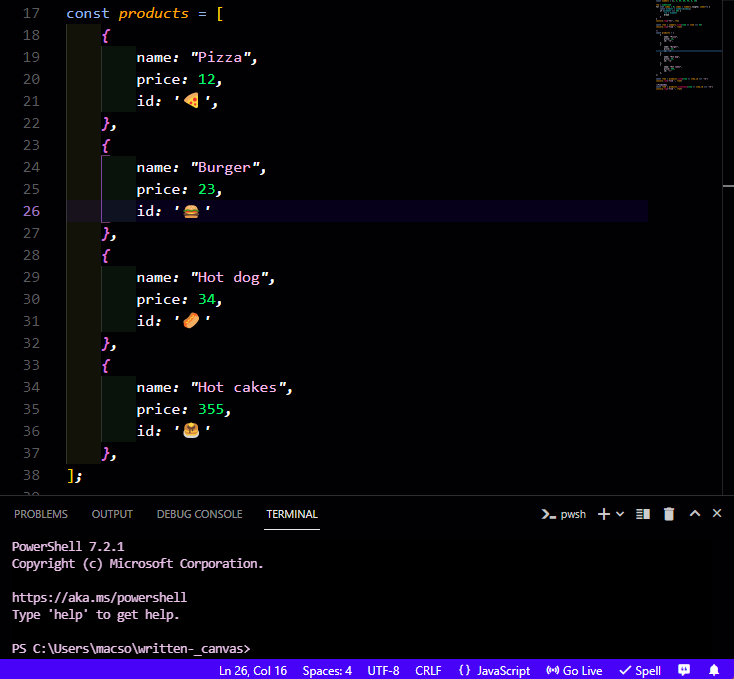 17 const products = [
18 {
19 name: "Pizza",
20 price: 12,
21 id: '🍕',
22 },
23 {
24 name: "Burger",
25 price: 23,
26 id: '🍔'
27 },
28 {
29 name: "Hot dog",
30 price: 34,
31 id: '🌭'
32 },
33 {
34 name: "Hot cakes",
35 price: 355,
36 id: '🥞'
37 },
38 ];
PROBLEMS OUTPUT DEBUG CONSOLE TERMINAL pwsh
PowerShell 7.2.1
Copyright (c) Microsoft Corporation.
https://aka.ms/powershell
Type 'help' to get help.
PS C:\Users\macso\written-_canvas>
Ln 26, Col 16 Spaces: 4 UTF-8 CRLF {} JavaScript Go Live Spell